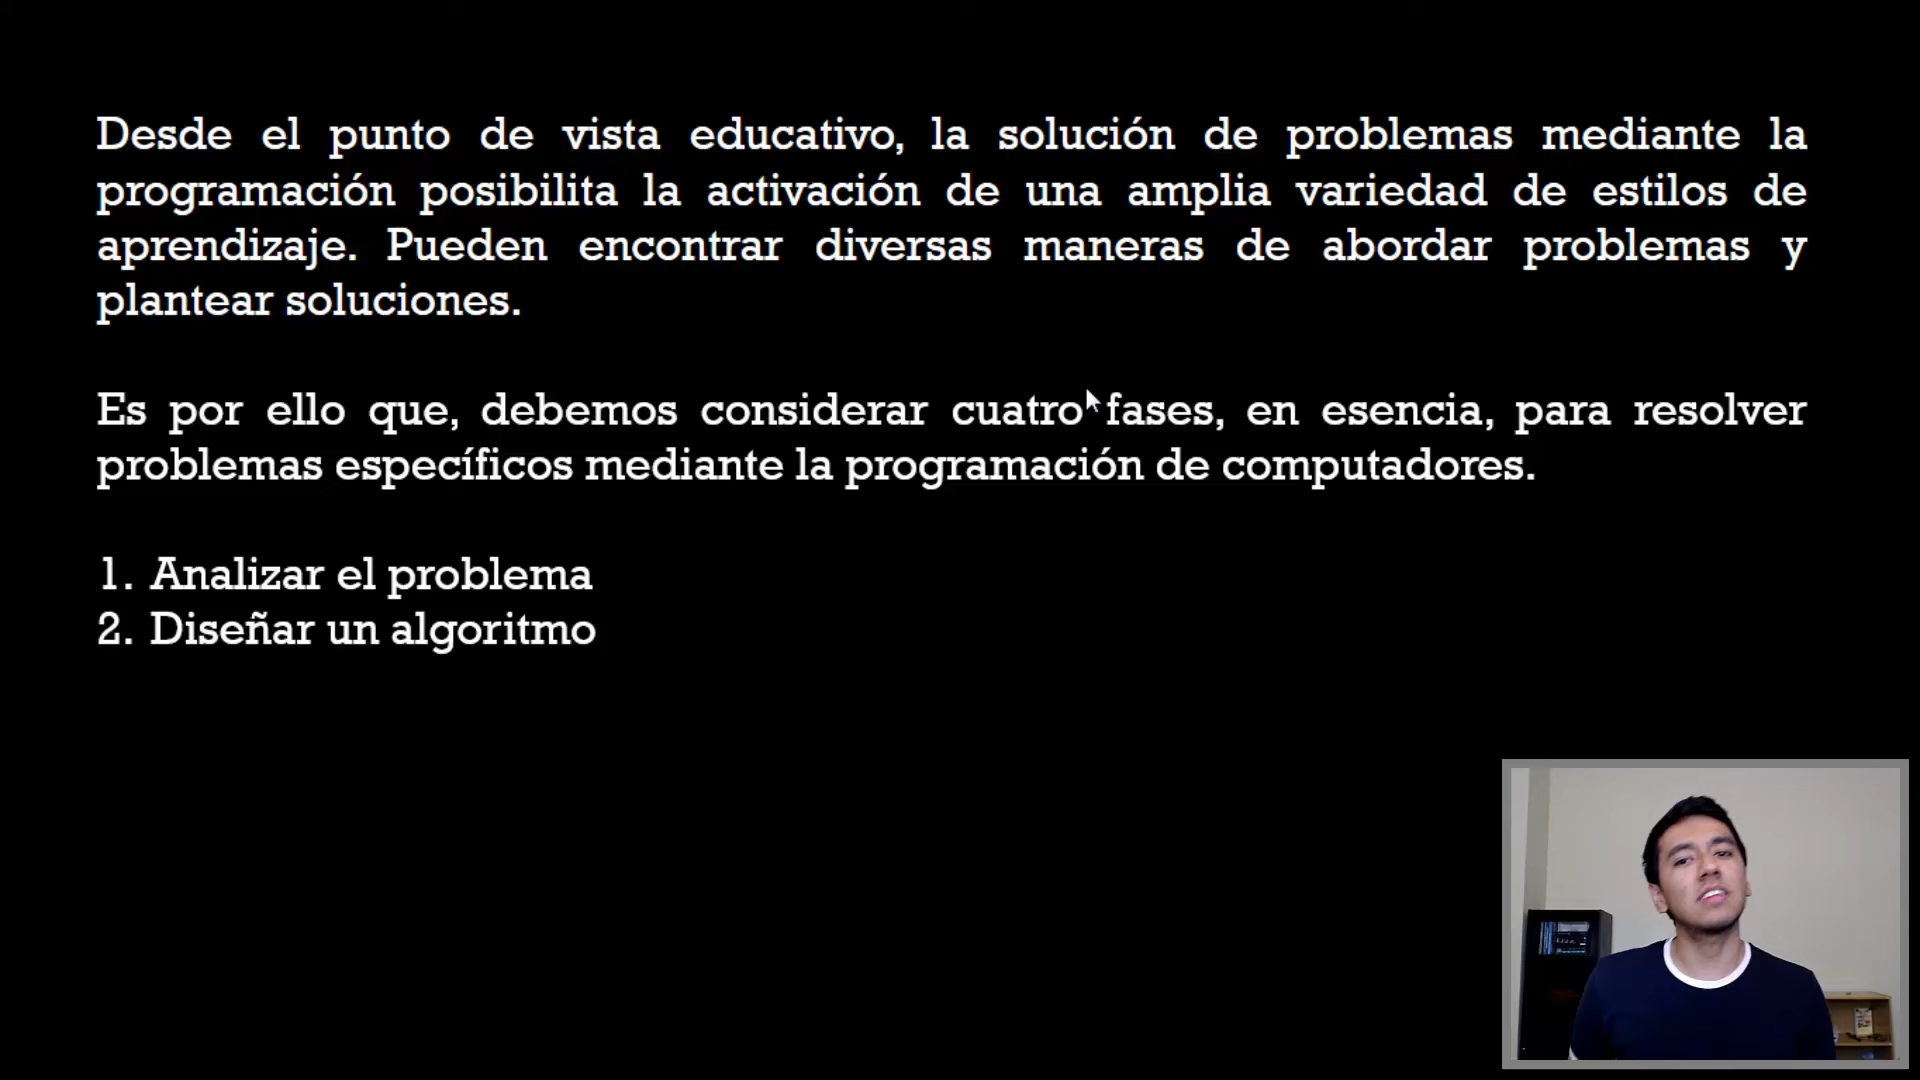 Desde el punto de vista educativo, la solución de problemas mediante la
programación posibilita la activación de una amplia variedad de estilos de
aprendizaje. Pueden encontrar diversas maneras de abordar problemas y
plantear soluciones.
Es por ello que, debemos considerar cuatro fases, en esencia, para resolver
problemas específicos mediante la programación de computadores.
1. Analizar el problema
2. Diseñar un algoritmo